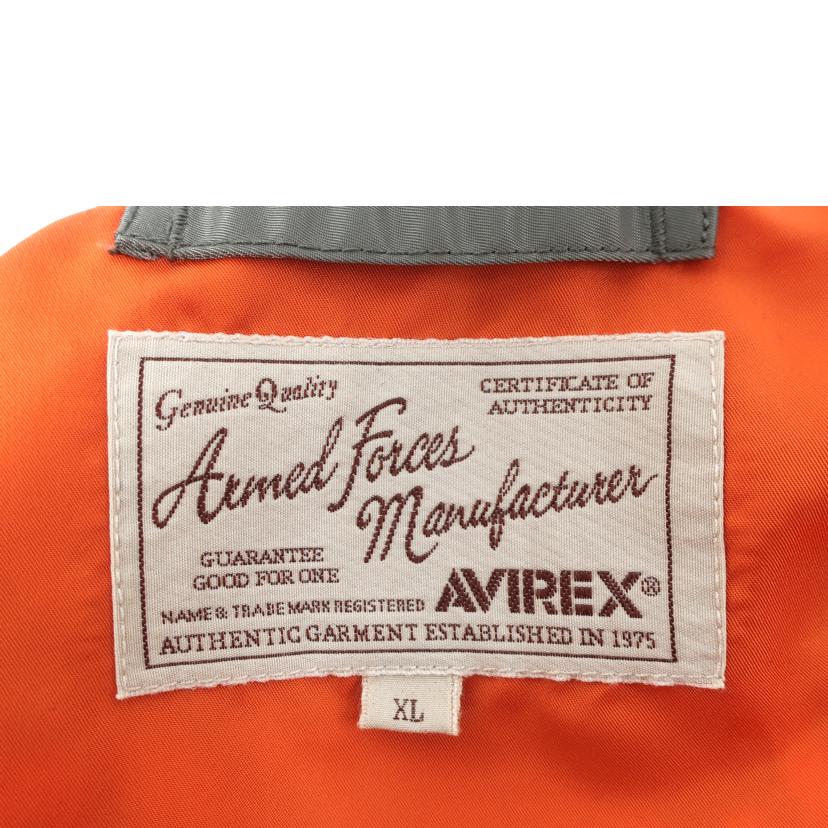 Genuine Quality
CERTIFICATE OF
AUTHENTICITY
Armed Forces
Manufacturer
GUARANTEE
GOOD FOR ONE
NAME & TRADE MARK REGISTERED
AVIREX®
AUTHENTIC GARMENT ESTABLISHED IN 1975
XL